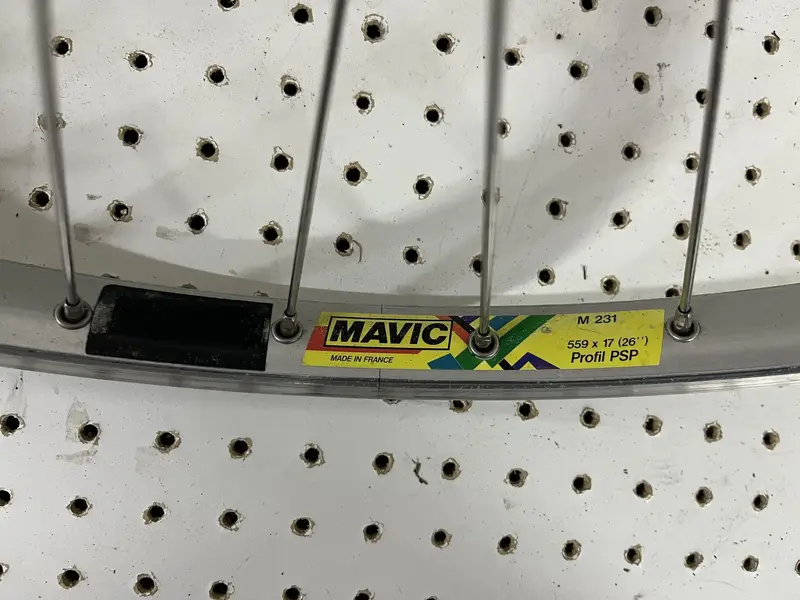 MAVIC
MADE IN FRANCE
M 231
559 x 17 (26'')
Profil PSP